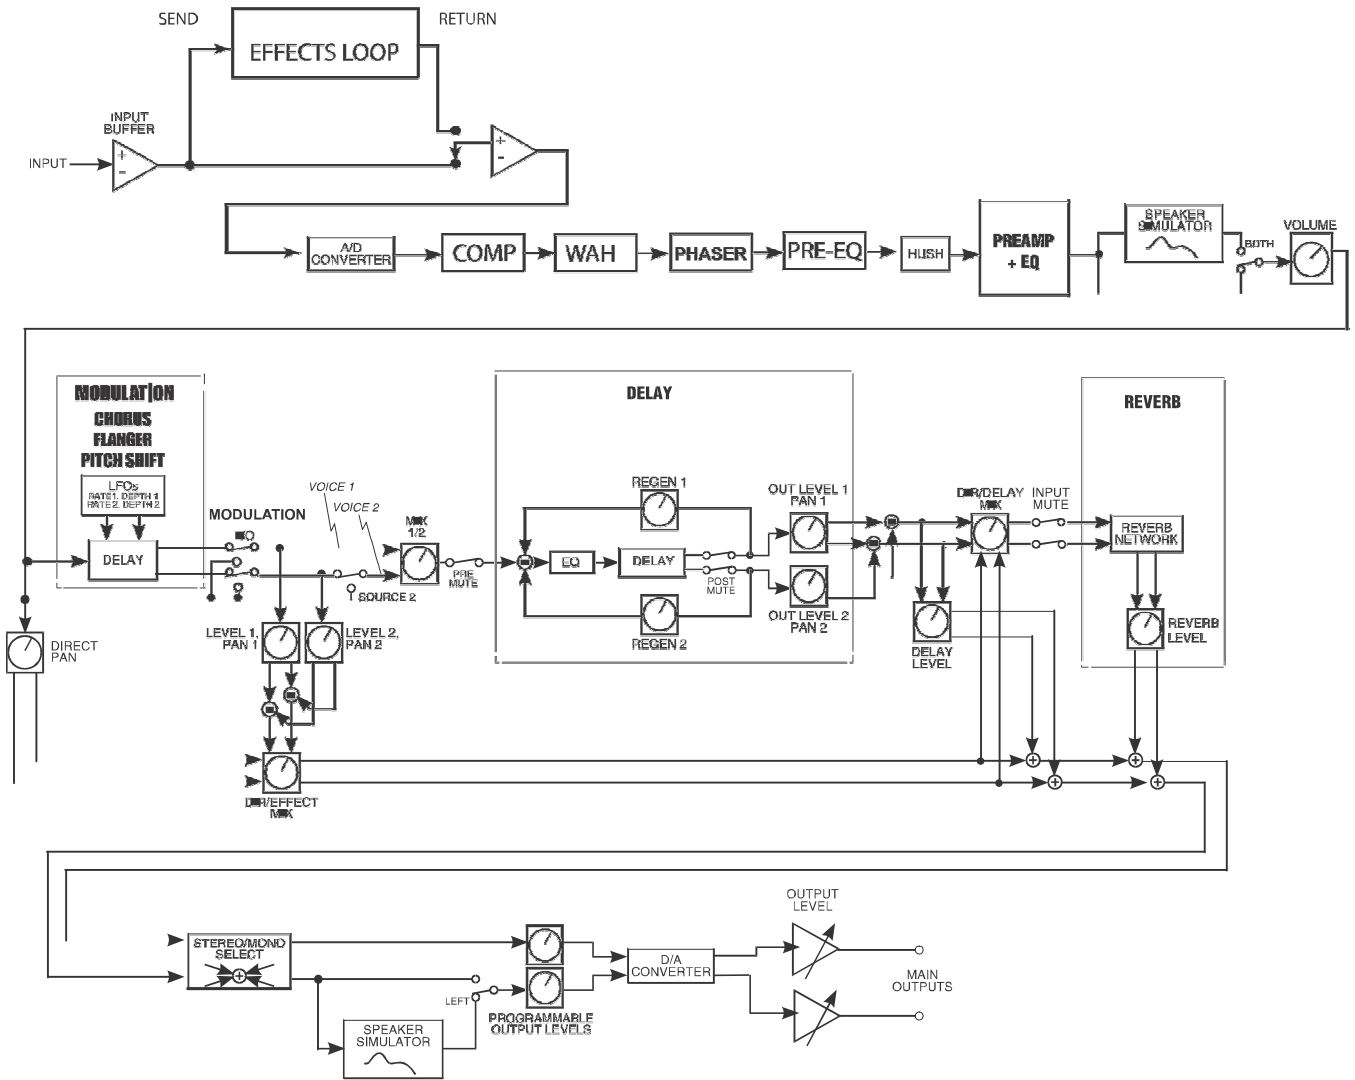 SEND
RETURN
EFFECTS LOOP
INPUT
BUFFER
INPUT
+
-
+
-
A/D
CONVERTER
COMP
WAH
PHASER
PRE-EQ
HUSH
PREAMP
+ EQ
SPEAKER
SIMULATOR
BOTH
VOLUME
MODULATION
CHORUS
FLANGER
PITCH SHIFT
LFOs
RATE 1, DEPTH 1
RATE 2, DEPTH 2
DELAY
MODULATION
VOICE 1
VOICE 2
SOURCE 2
MIX
1/2
PRE
MUTE
DELAY
REGEN 1
EQ
DELAY
POST
MUTE
REGEN 2
OUT LEVEL 1
PAN 1
OUT LEVEL 2
PAN 2
DIR/DELAY
MIX
INPUT
MUTE
REVERB
REVERB
NETWORK
REVERB
LEVEL
DELAY
LEVEL
DIRECT
PAN
LEVEL 1,
PAN 1
LEVEL 2,
PAN 2
DIR/EFFECT
MIX
STEREO/MONO
SELECT
LEFT
SPEAKER
SIMULATOR
PROGRAMMABLE
OUTPUT LEVELS
D/A
CONVERTER
OUTPUT
LEVEL
MAIN
OUTPUTS